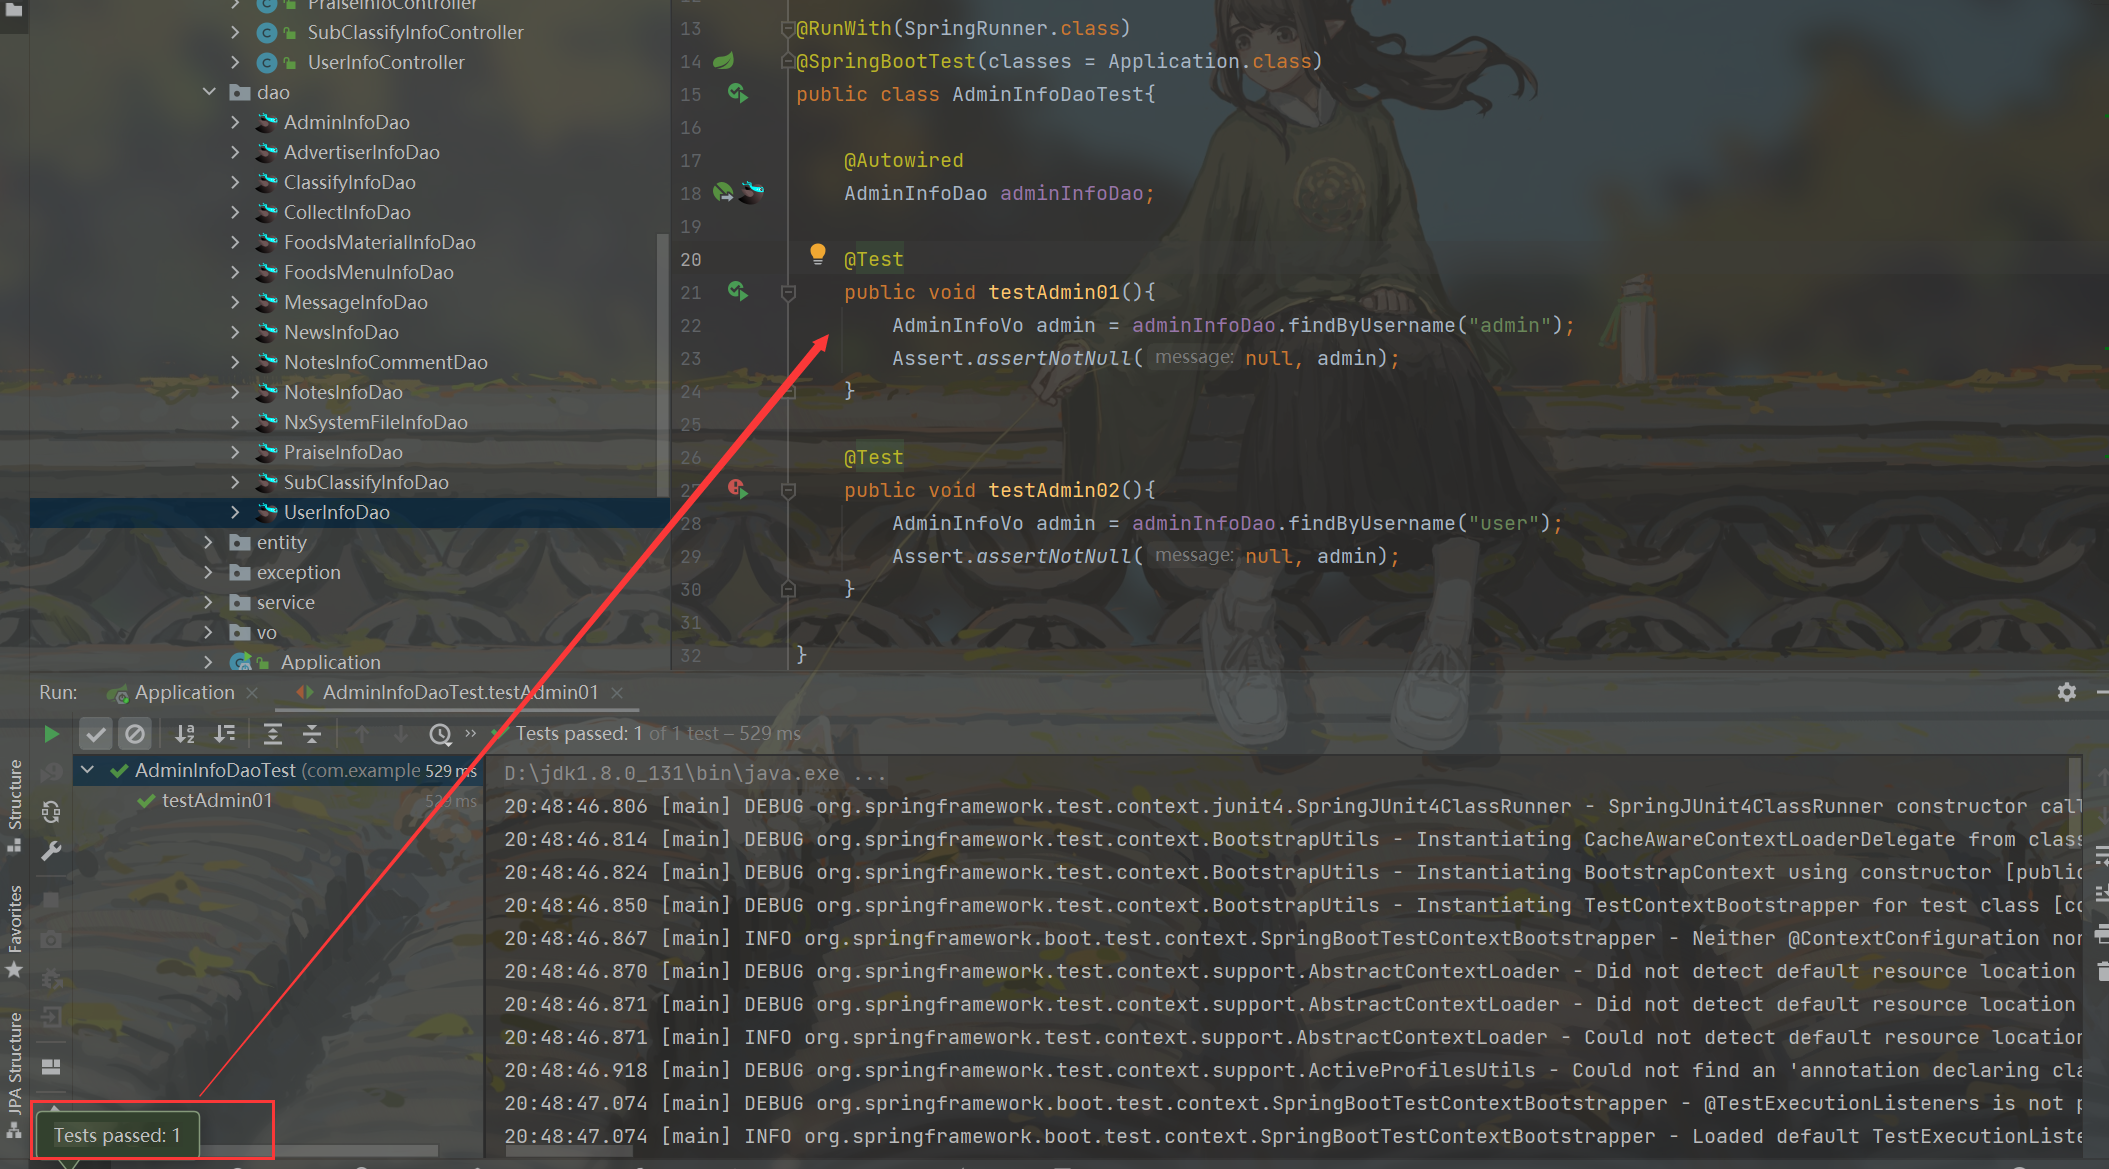 PraiseInfoController
SubClassifyInfoController
UserInfoController
dao
AdminInfoDao
AdvertiserInfoDao
ClassifyInfoDao
CollectInfoDao
FoodsMaterialInfoDao
FoodsMenuInfoDao
MessageInfoDao
NewsInfoDao
NotesInfoCommentDao
NotesInfoDao
NxSystemFileInfoDao
PraiseInfoDao
SubClassifyInfoDao
UserInfoDao
entity
exception
service
vo
Application
13 @RunWith(SpringRunner.class)
14 @SpringBootTest(classes = Application.class)
15 public class AdminInfoDaoTest{
16
17 @Autowired
18 AdminInfoDao adminInfoDao;
19
20 @Test
21 public void testAdmin01(){
22 AdminInfoVo admin = adminInfoDao.findByUsername("admin");
23 Assert.assertNotNull( message: null, admin);
24 }
25
26 @Test
27 public void testAdmin02(){
28 AdminInfoVo admin = adminInfoDao.findByUsername("user");
29 Assert.assertNotNull( message: null, admin);
30 }
31
32 }
Run: Application AdminInfoDaoTest.testAdmin01
Tests passed: 1 of 1 test – 529 ms
AdminInfoDaoTest (com.example 529 ms
testAdmin01 529 ms
D:\jdk1.8.0_131\bin\java.exe ...
20:48:46.806 [main] DEBUG org.springframework.test.context.junit4.SpringJUnit4ClassRunner - SpringJUnit4ClassRunner constructor call
20:48:46.814 [main] DEBUG org.springframework.test.context.BootstrapUtils - Instantiating CacheAwareContextLoaderDelegate from class
20:48:46.824 [main] DEBUG org.springframework.test.context.BootstrapUtils - Instantiating BootstrapContext using constructor [public
20:48:46.850 [main] DEBUG org.springframework.test.context.BootstrapUtils - Instantiating TestContextBootstrapper for test class [co
20:48:46.867 [main] INFO org.springframework.boot.test.context.SpringBootTestContextBootstrapper - Neither @ContextConfiguration nor
20:48:46.870 [main] DEBUG org.springframework.test.context.support.AbstractContextLoader - Did not detect default resource location
20:48:46.871 [main] DEBUG org.springframework.test.context.support.AbstractContextLoader - Did not detect default resource location
20:48:46.871 [main] INFO org.springframework.test.context.support.AbstractContextLoader - Could not detect default resource location
20:48:46.918 [main] DEBUG org.springframework.test.context.support.ActiveProfilesUtils - Could not find an 'annotation declaring cla
20:48:47.074 [main] DEBUG org.springframework.boot.test.context.SpringBootTestContextBootstrapper - @TestExecutionListeners is not p
20:48:47.074 [main] INFO org.springframework.boot.test.context.SpringBootTestContextBootstrapper - Loaded default TestExecutionListe
Structure
Favorites
JPA Structure
Tests passed: 1